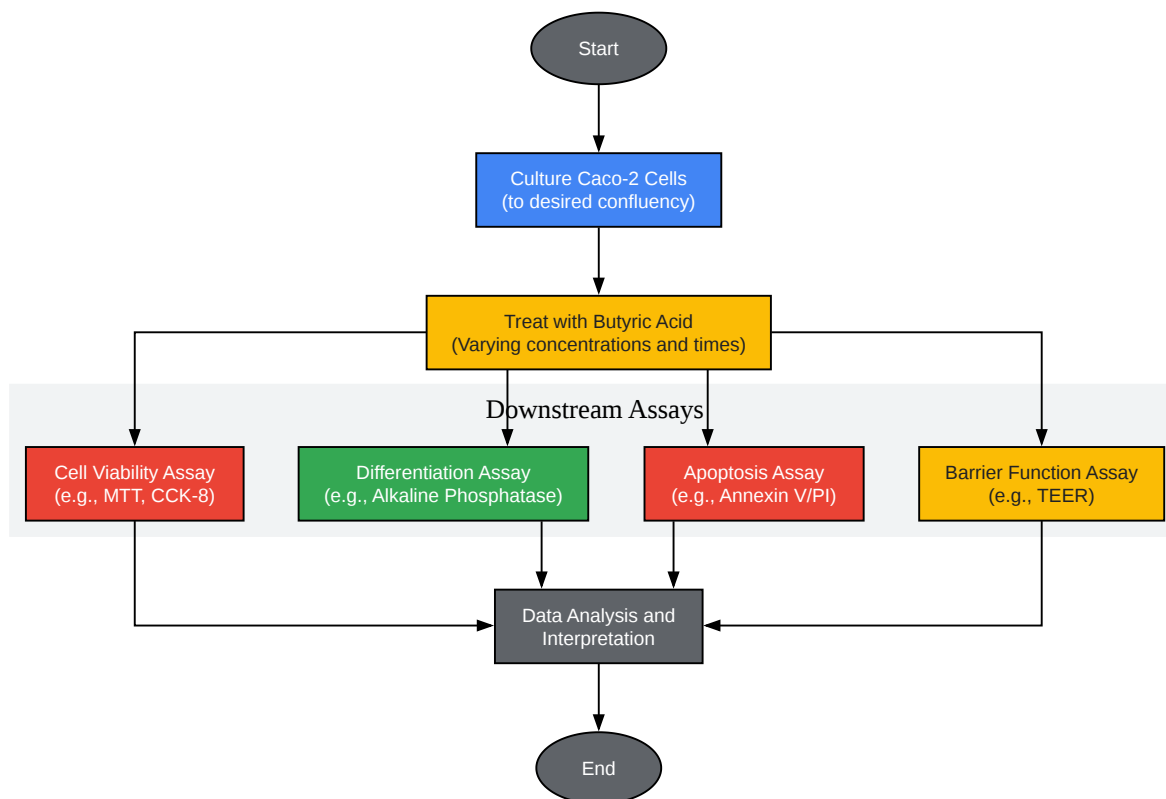 Start
Culture Caco-2 Cells
(to desired confluency)
Treat with Butyric Acid
(Varying concentrations and times)
Downstream Assays
Cell Viability Assay
(e.g., MTT, CCK-8)
Differentiation Assay
(e.g., Alkaline Phosphatase)
Apoptosis Assay
(e.g., Annexin V/PI)
Barrier Function Assay
(e.g., TEER)
Data Analysis and
Interpretation
End